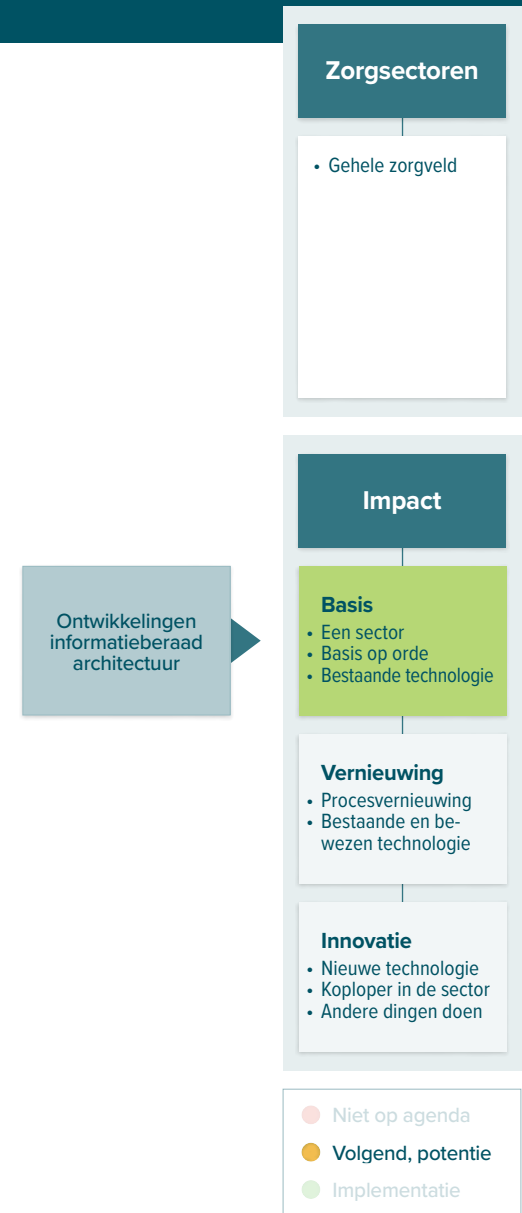 Zorgsectoren
• Gehele zorgveld
Impact
Ontwikkelingen
informatieberaad
architectuur
Basis
• Een sector
• Basis op orde
• Bestaande technologie
Vernieuwing
• Procesvernieuwing
• Bestaande en be-
wezen technologie
Innovatie
• Nieuwe technologie
• Koploper in de sector
• Andere dingen doen
Niet op agenda
Volgend, potentie
Implementatie